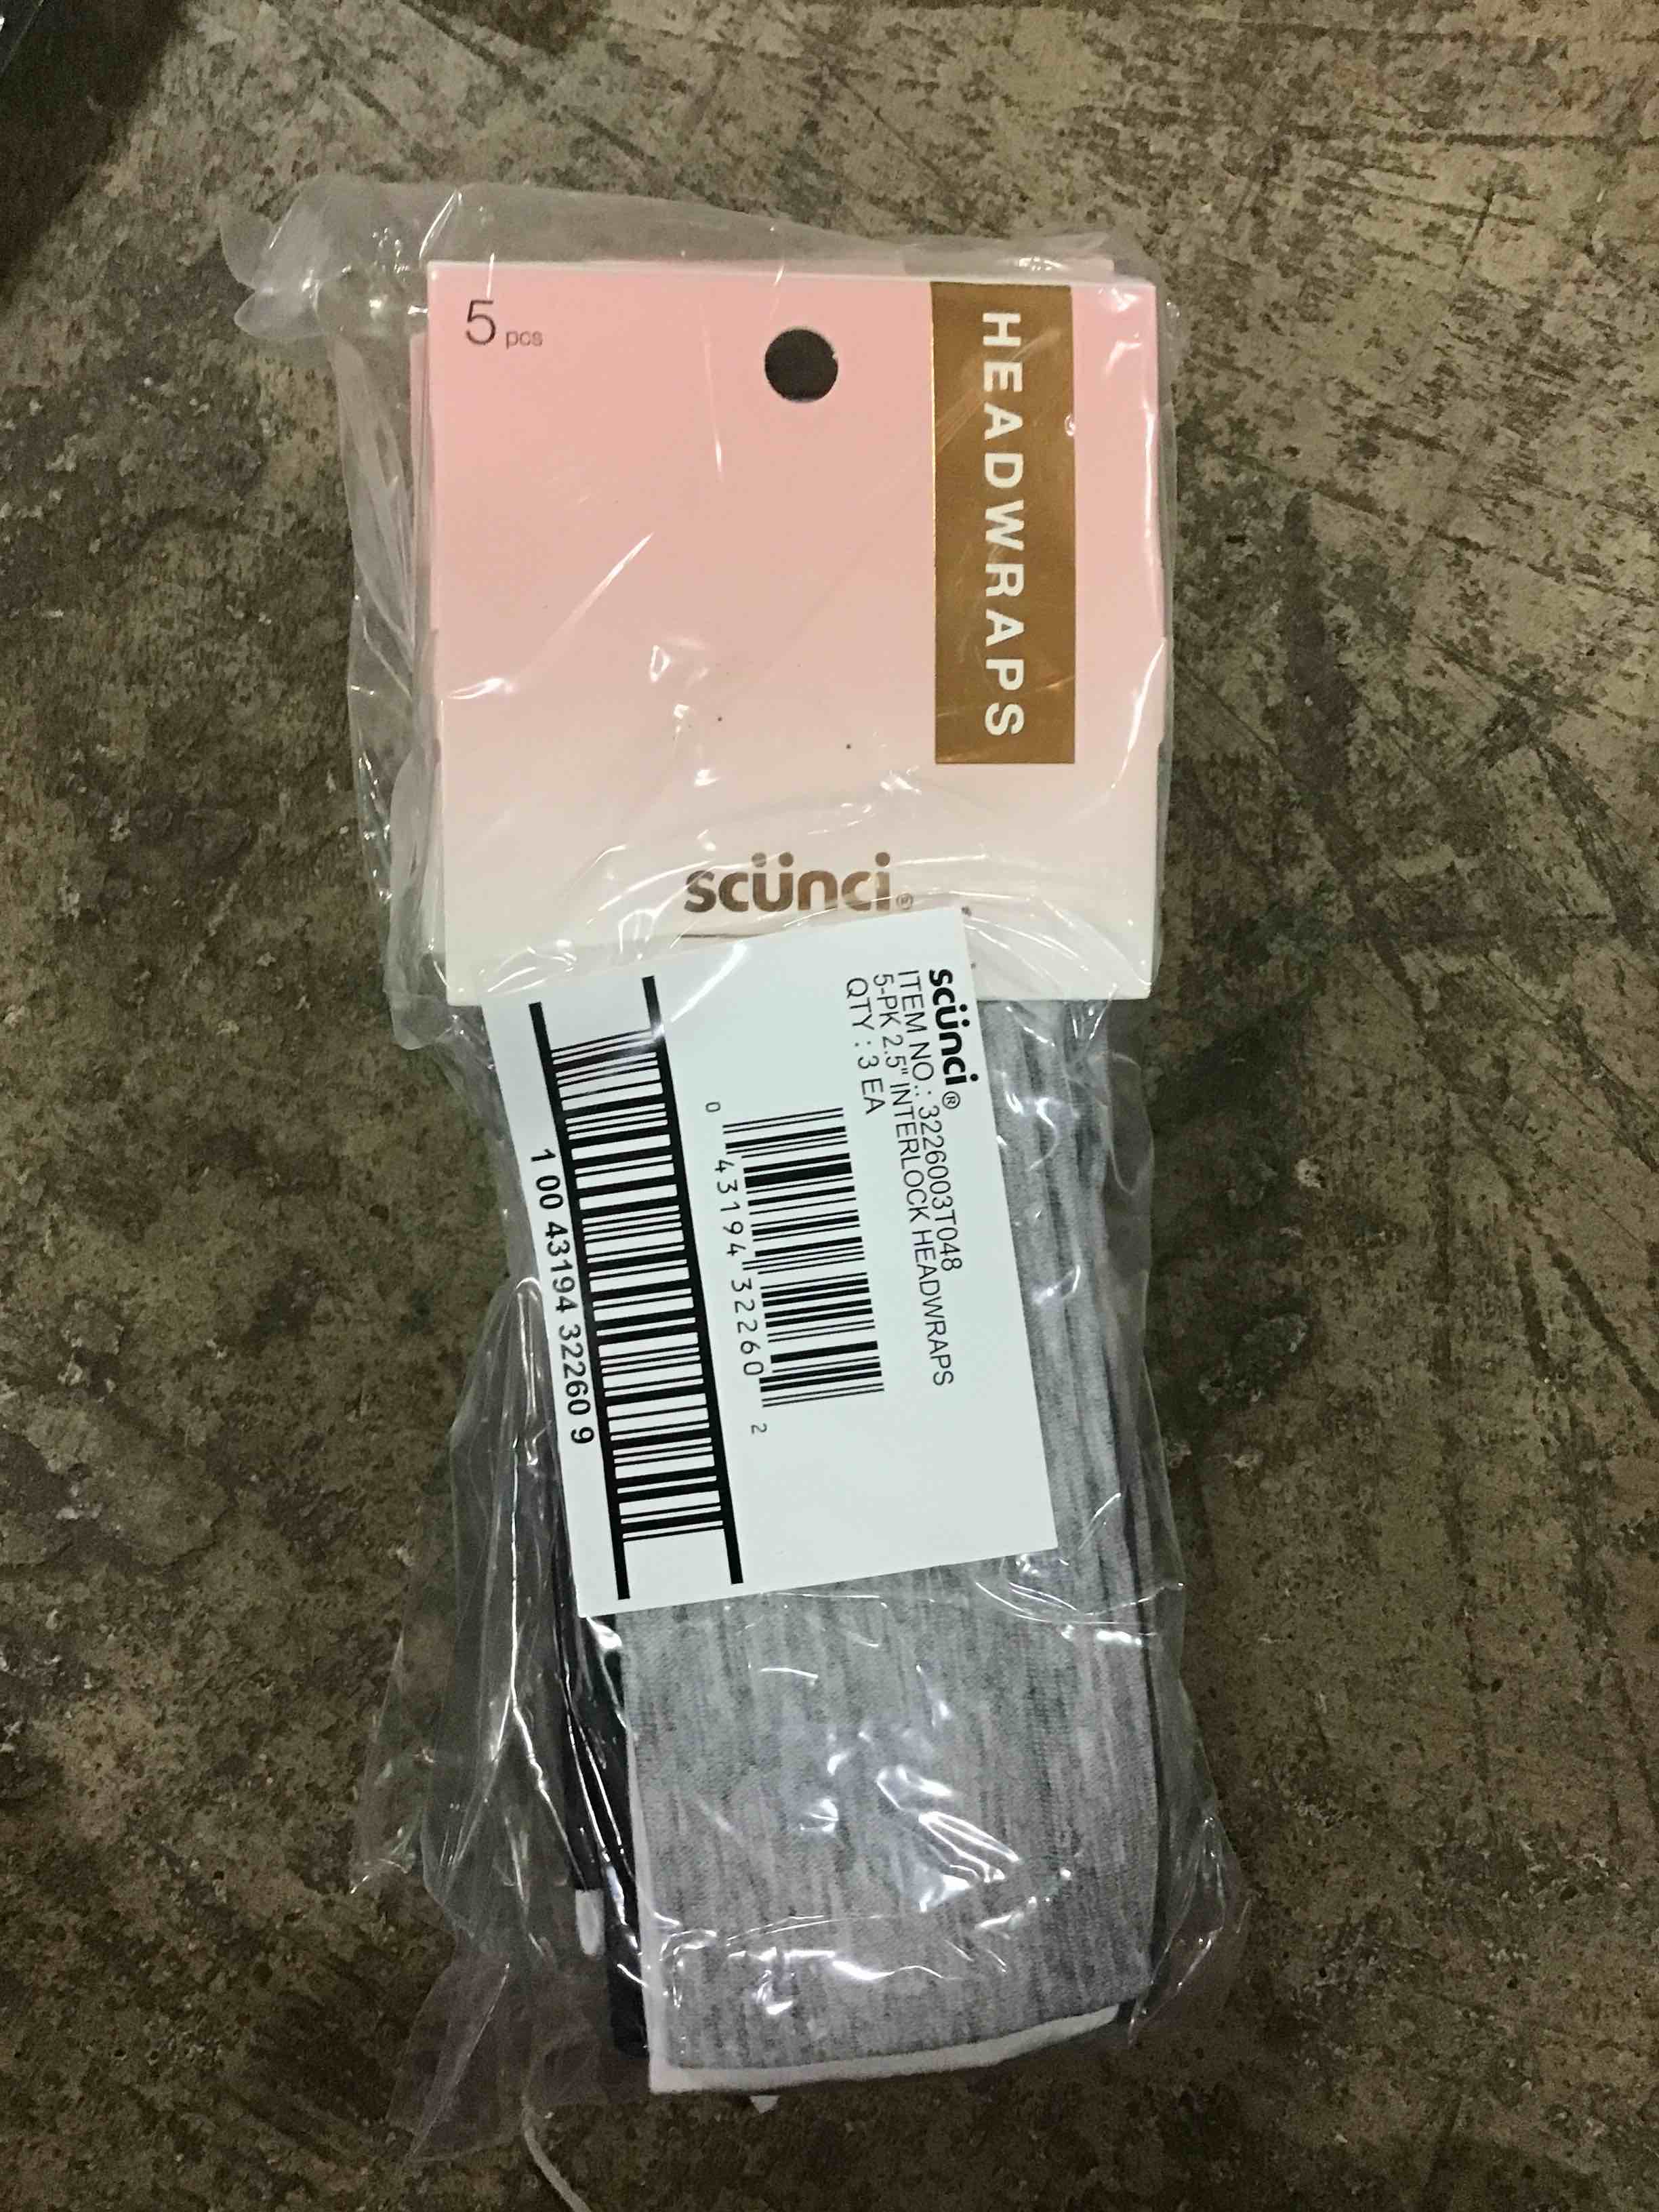 5 pcs
HEADWRAPS
scünci®
scünci®
ITEM NO.: 3226003T048
5-PK 2.5" INTERLOCK HEADWRAPS
QTY : 3 EA
0 43194 32260 2
1 00 43194 32260 9